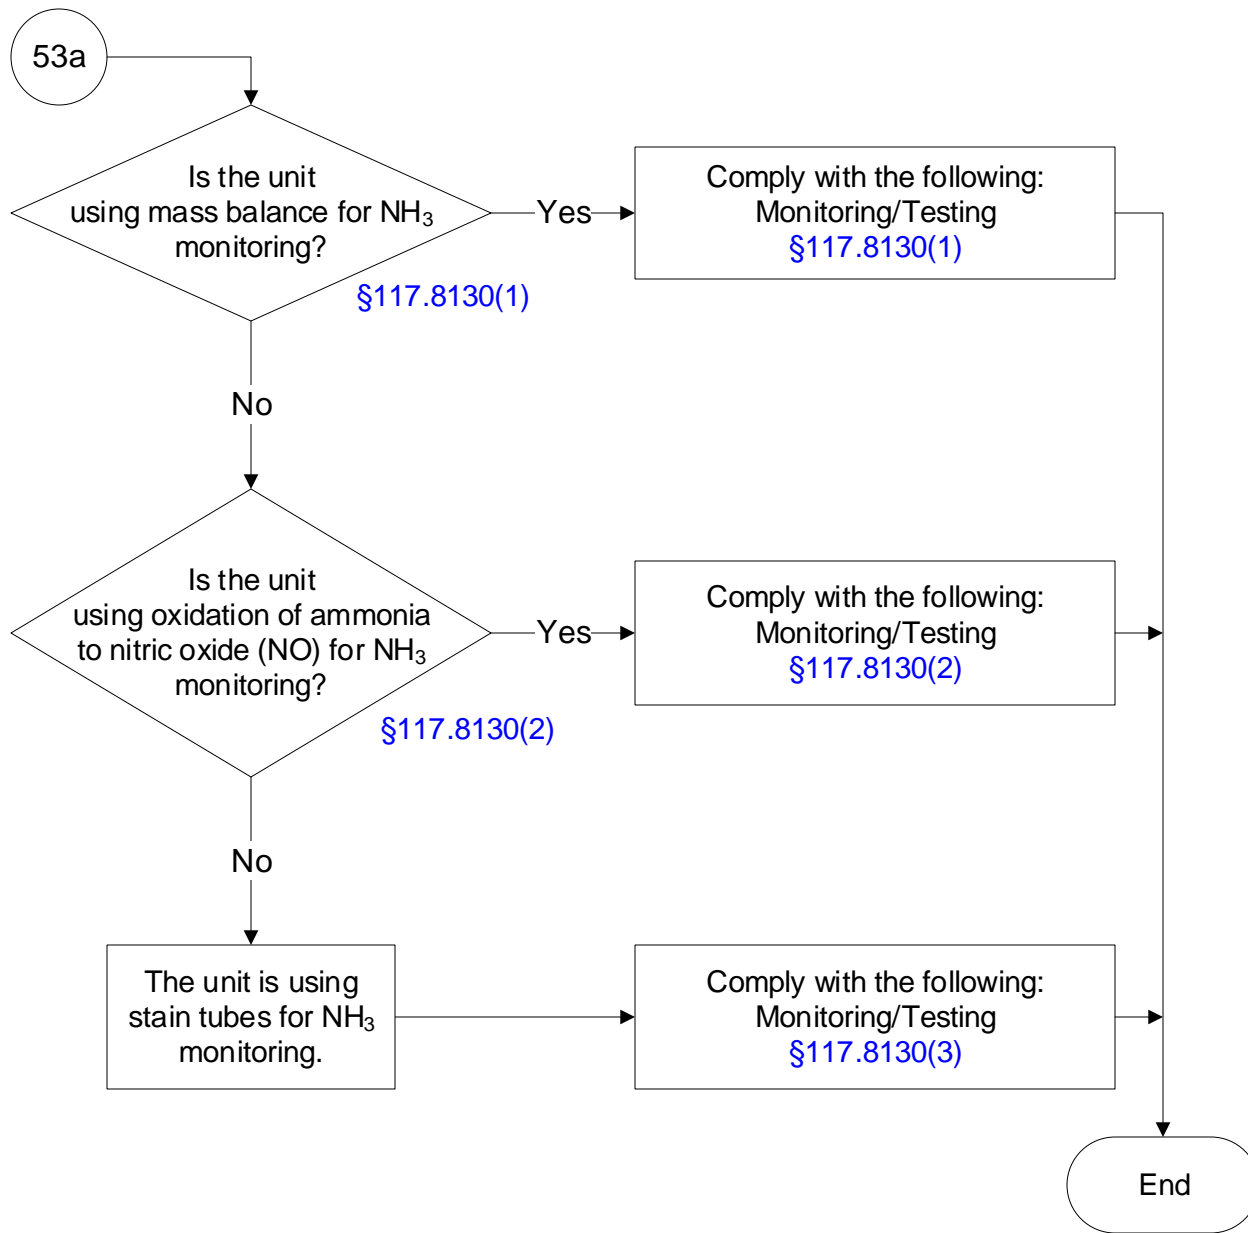 53a
Is the unit
using mass balance for NH₃
monitoring?
§117.8130(1)
Yes
Comply with the following:
Monitoring/Testing
§117.8130(1)
No
Is the unit
using oxidation of ammonia
to nitric oxide (NO) for NH₃
monitoring?
§117.8130(2)
Yes
Comply with the following:
Monitoring/Testing
§117.8130(2)
No
The unit is using
stain tubes for NH₃
monitoring.
Comply with the following:
Monitoring/Testing
§117.8130(3)
End